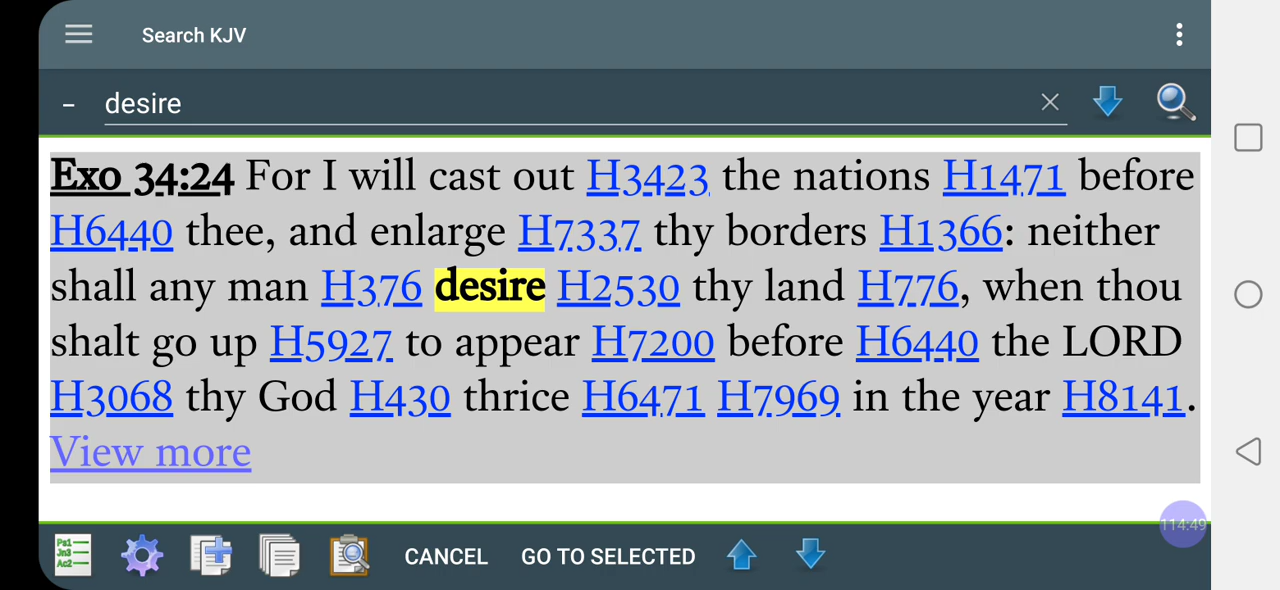 Search KJV
– desire
Exo 34:24 For I will cast out H3423 the nations H1471 before
H6440 thee, and enlarge H7337 thy borders H1366: neither
shall any man H376 desire H2530 thy land H776, when thou
shalt go up H5927 to appear H7200 before H6440 the LORD
H3068 thy God H430 thrice H6471 H7969 in the year H8141.
View more
114:49
Ps1
Jn3
Ac2
CANCEL GO TO SELECTED